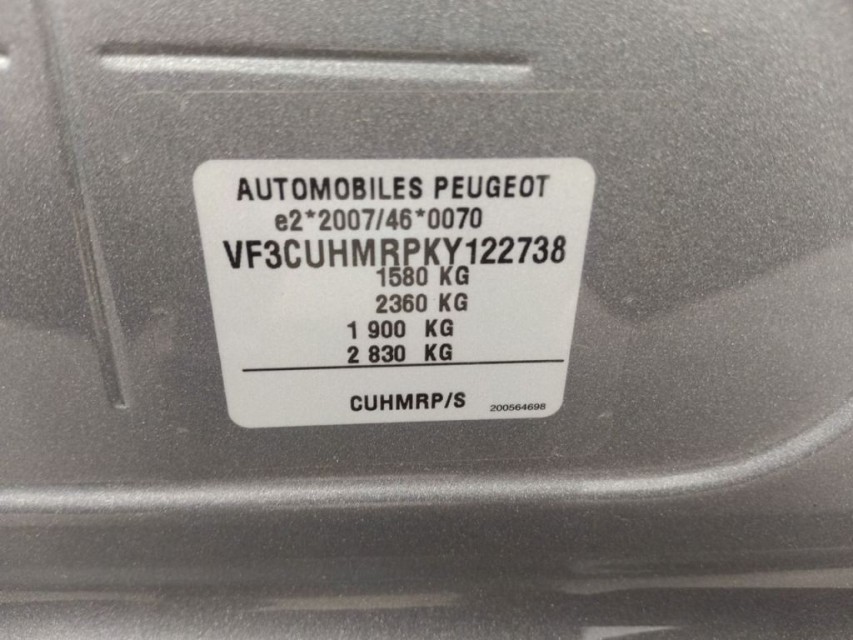 AUTOMOBILES PEUGEOT
e2*2007/46*0070
VF3CUHMRPKY122738
1580 KG
2360 KG
1 900 KG
2 830 KG
CUHMRP/S
200564698